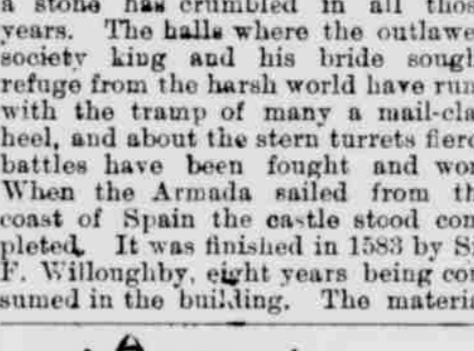 a stone has crumbled in all thos
years. The halls where the outlawe
society king and his bride sough
refuge from the harsh world have run
with the tramp of many a mail-cla
heel, and about the stern turrets fierc
battles have been fought and wo
When the Armada sailed from th
coast of Spain the castle stood com
pleted. It was finished in 1583 by S
F. Willoughby, eight years being co
sumed in the building. The materi